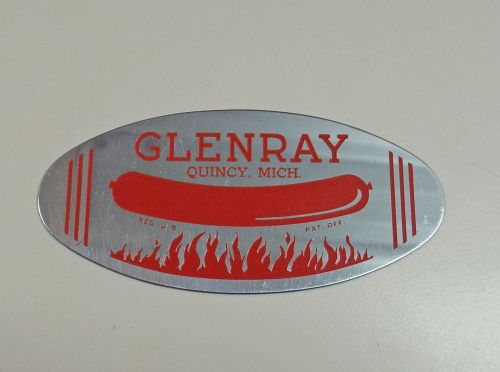 GLENRAY
QUINCY, MICH.
REG. U.S. PAT. OFF.